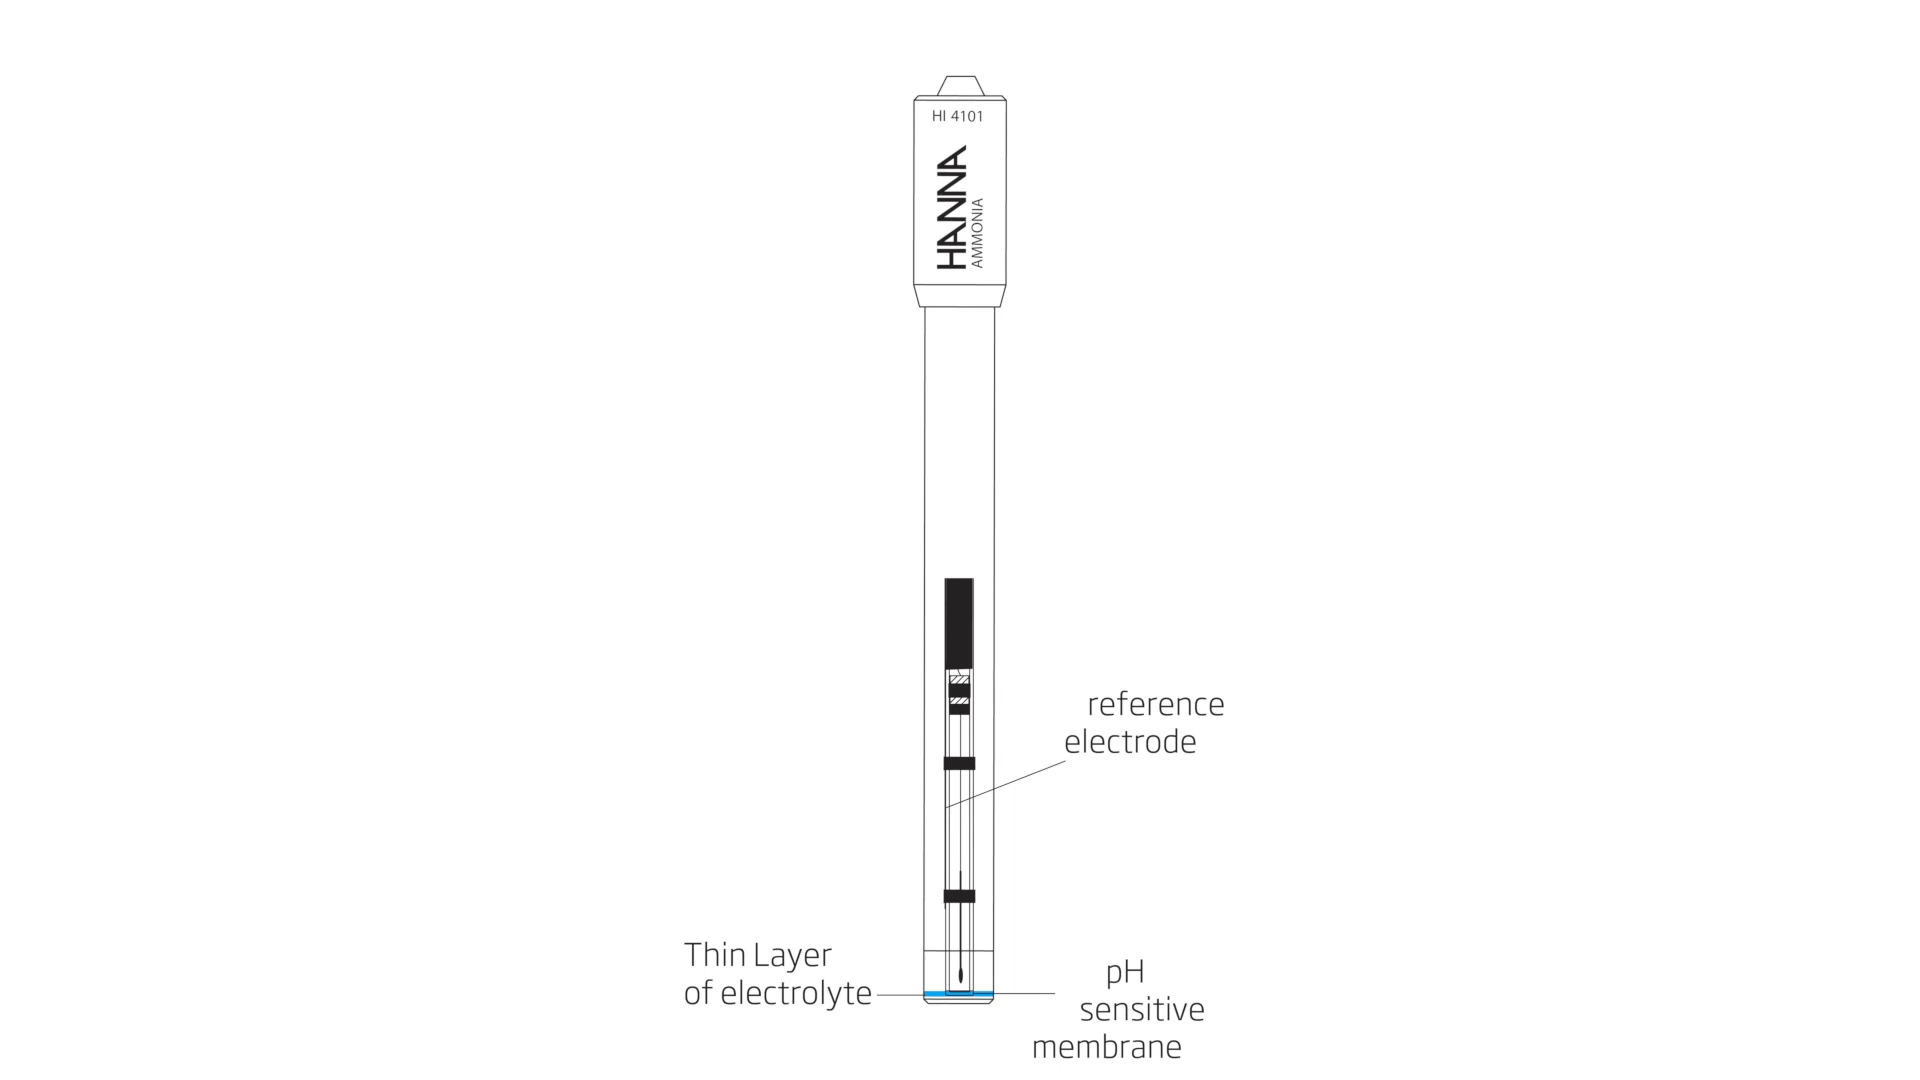 HI 4101
HANNA
AMMONIA
reference
electrode
Thin Layer
of electrolyte
pH
sensitive
membrane